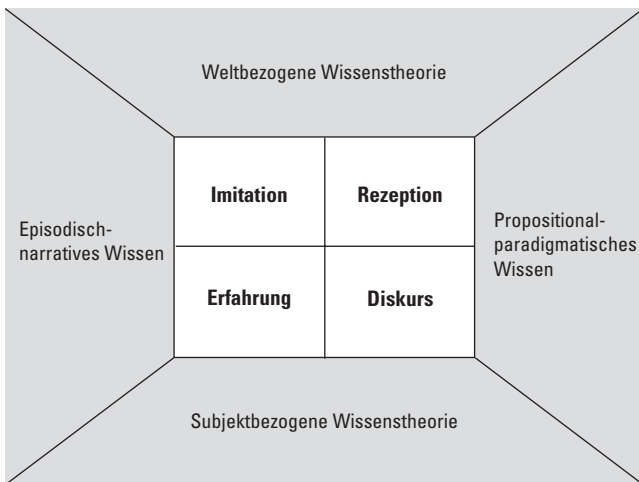 Weltbezogene Wissenstheorie
Imitation
Rezeption
Episodisch-
narratives Wissen
Propositional-
paradigmatisches
Wissen
Erfahrung
Diskurs
Subjektbezogene Wissenstheorie